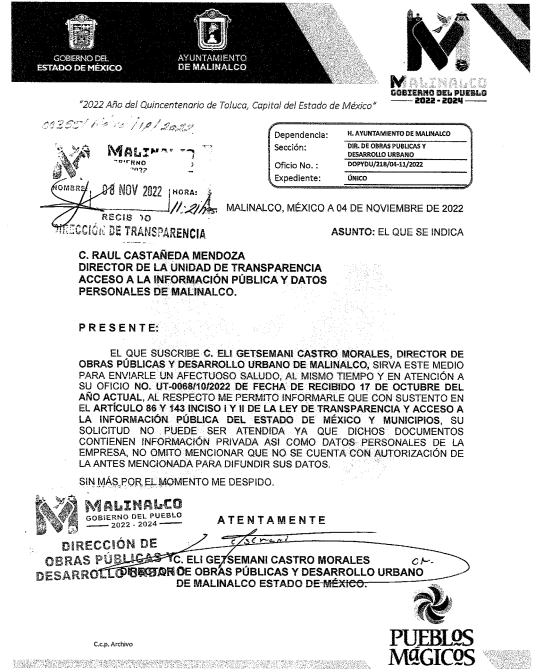 GOBIERNO DEL
ESTADO DE MÉXICO
AYUNTAMIENTO
DE MALINALCO
MALINALCO
GOBIERNO DEL PUEBLO
2022 - 2024
"2022 Año del Quincentenario de Toluca, Capital del Estado de México"
Dependencia: H. AYUNTAMIENTO DE MALINALCO
Sección: DIR. DE OBRAS PUBLICAS Y
DESARROLLO URBANO
Oficio No. : DOPYDU/218/04-11/2022
Expediente: ÚNICO
NOMBRE 08 NOV 2022 HORA:
DIRECCIÓN DE TRANSPARENCIA
MALINALCO, MÉXICO A 04 DE NOVIEMBRE DE 2022
ASUNTO: EL QUE SE INDICA
C. RAUL CASTAÑEDA MENDOZA
DIRECTOR DE LA UNIDAD DE TRANSPARENCIA
ACCESO A LA INFORMACIÓN PÚBLICA Y DATOS
PERSONALES DE MALINALCO.
P R E S E N T E:
EL QUE SUSCRIBE C. ELI GETSEMANI CASTRO MORALES, DIRECTOR DE
OBRAS PÚBLICAS Y DESARROLLO URBANO DE MALINALCO, SIRVA ESTE MEDIO
PARA ENVIARLE UN AFECTUOSO SALUDO, AL MISMO TIEMPO Y EN ATENCIÓN A
SU OFICIO NO. UT-0068/10/2022 DE FECHA DE RECIBIDO 17 DE OCTUBRE DEL
AÑO ACTUAL, AL RESPECTO ME PERMITO INFORMARLE QUE CON SUSTENTO EN
EL ARTÍCULO 86 Y 143 INCISO I Y II DE LA LEY DE TRANSPARENCIA Y ACCESO A
LA INFORMACIÓN PÚBLICA DEL ESTADO DE MÉXICO Y MUNICIPIOS, SU
SOLICITUD NO PUEDE SER ATENDIDA YA QUE DICHOS DOCUMENTOS
CONTIENEN INFORMACIÓN PRIVADA ASI COMO DATOS PERSONALES DE LA
EMPRESA, NO OMITO MENCIONAR QUE NO SE CUENTA CON AUTORIZACIÓN DE
LA ANTES MENCIONADA PARA DIFUNDIR SUS DATOS.
SIN MÁS POR EL MOMENTO ME DESPIDO.
MALINALCO
GOBIERNO DEL PUEBLO
2022 - 2024
A T E N T A M E N T E
DIRECCIÓN DE
OBRAS PÚBLICAS Y
DESARROLLO URBANO
C. ELI GETSEMANI CASTRO MORALES
DIRECTOR DE OBRAS PÚBLICAS Y DESARROLLO URBANO
DE MALINALCO ESTADO DE MÉXICO.
C.c.p. Archivo
PUEBLOS
MÁGICOS